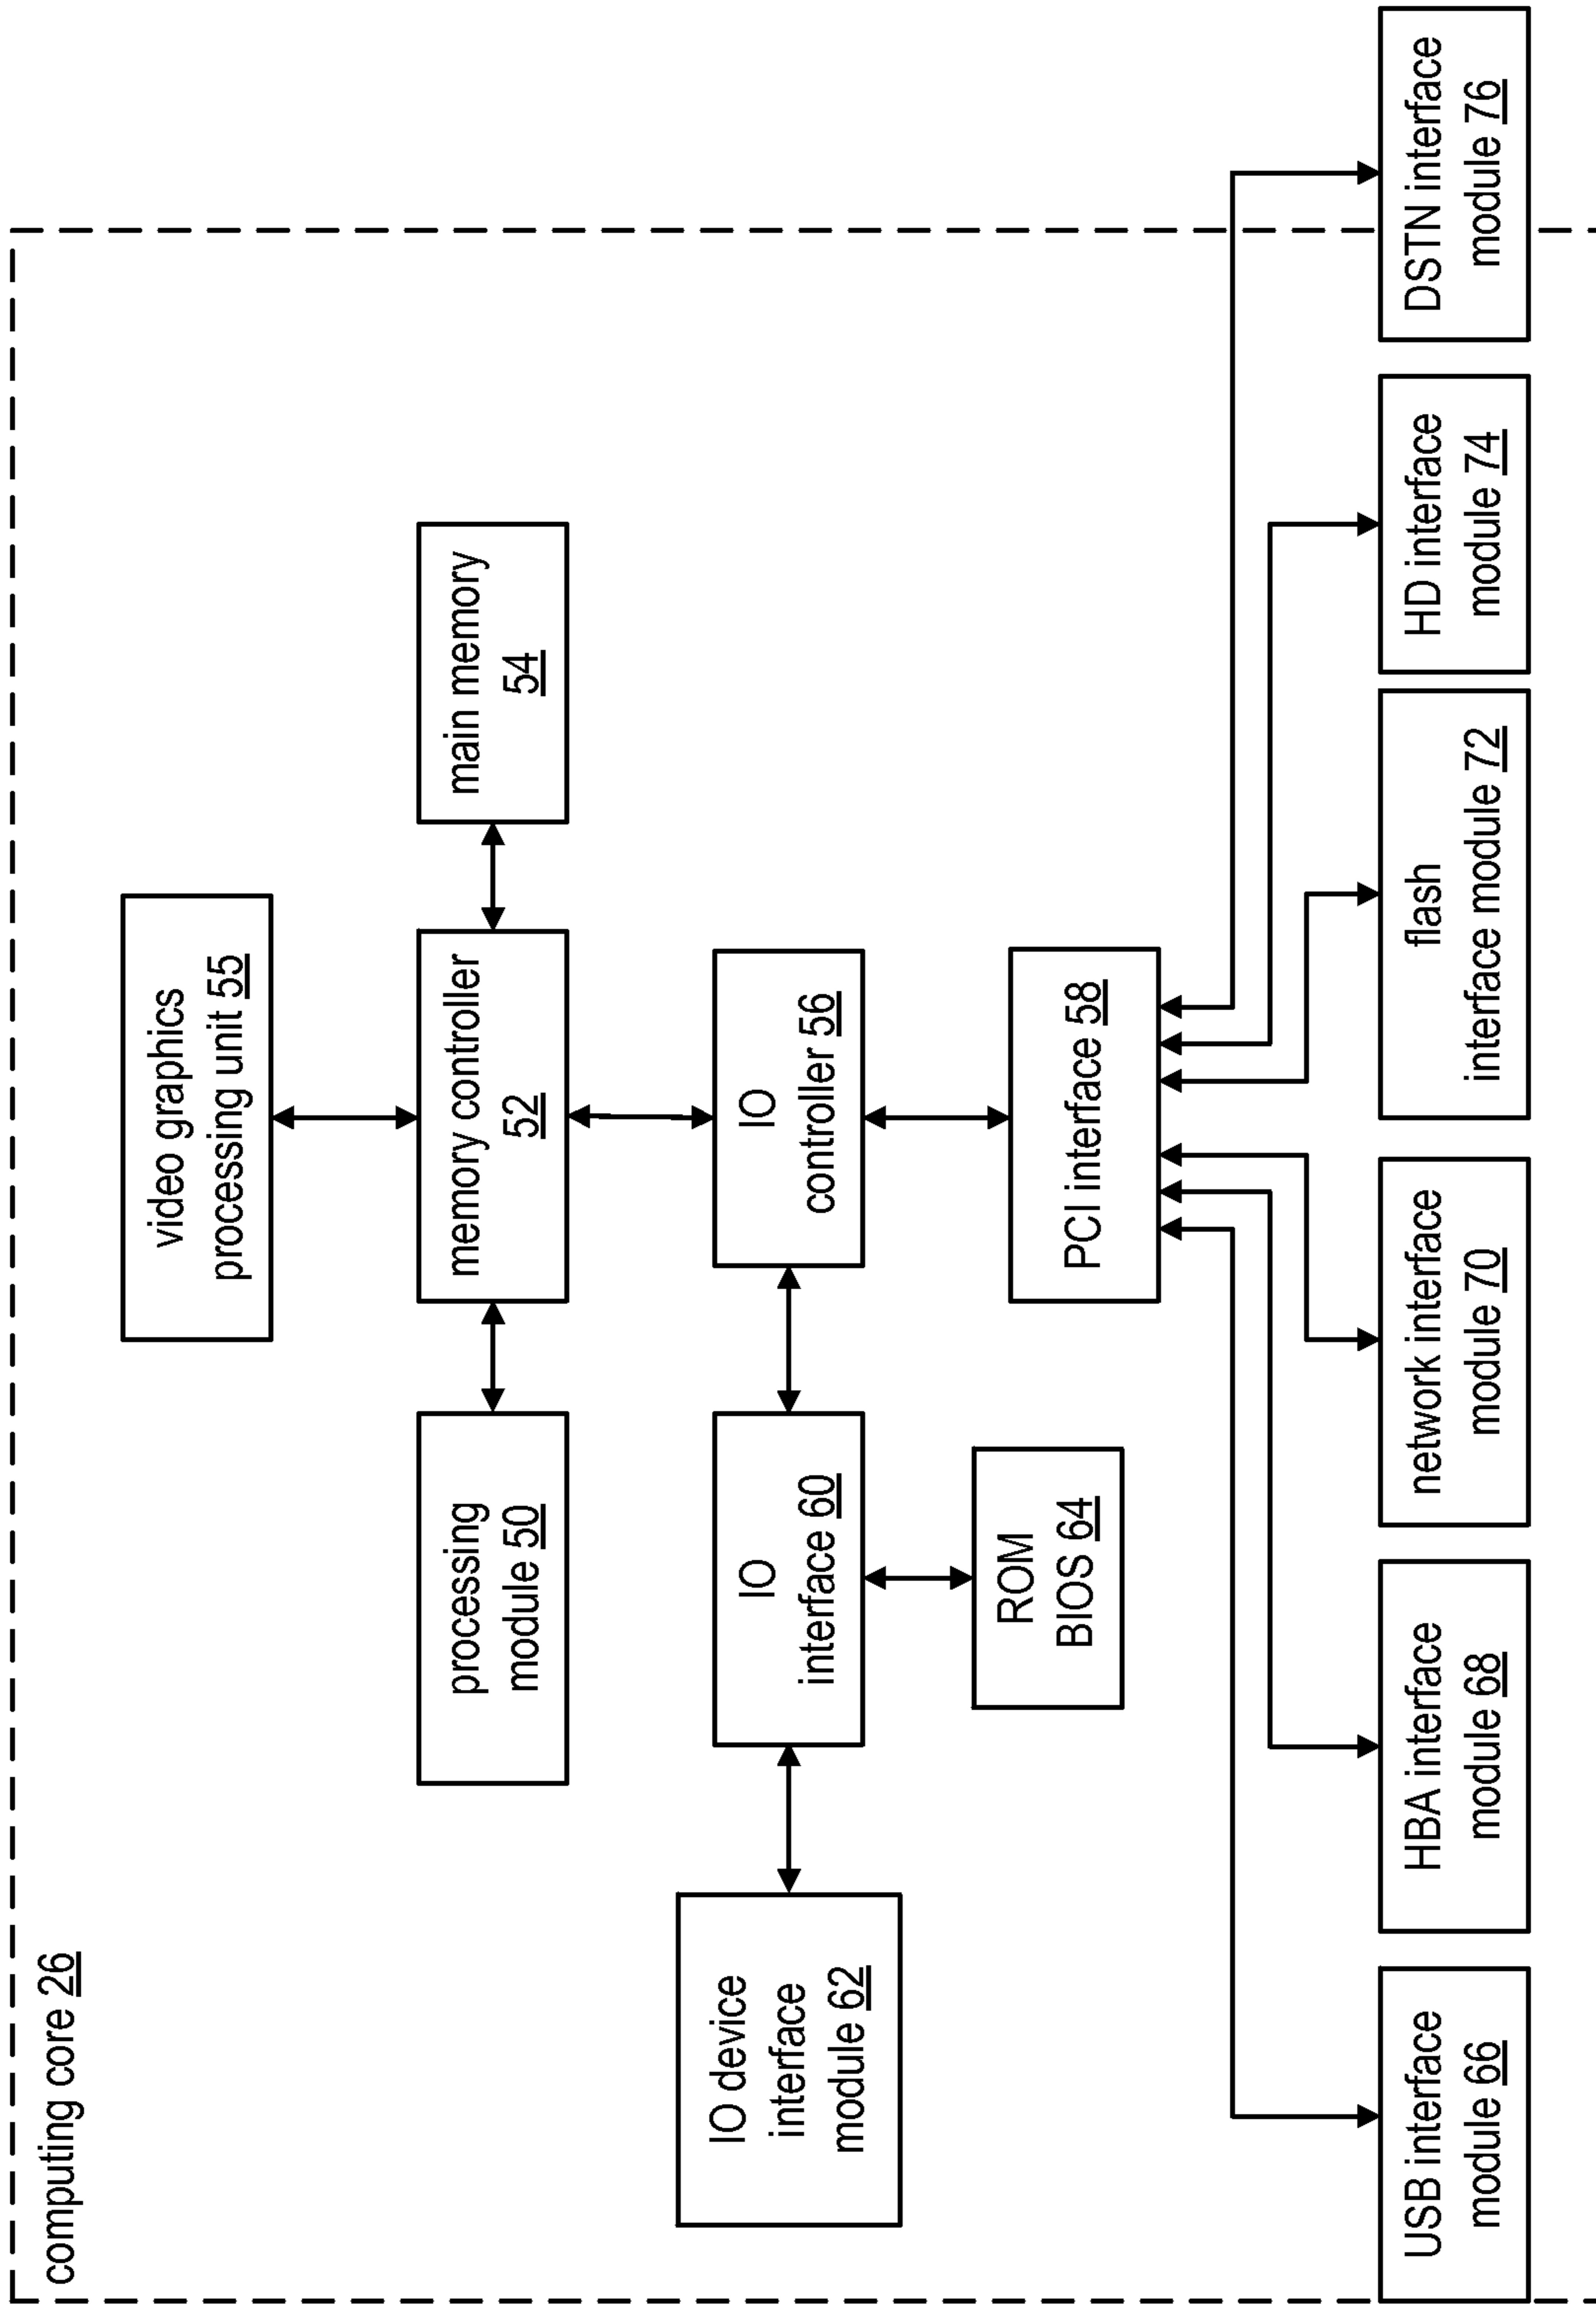 computing core 26
video graphics
processing unit 55
processing
module 50
memory controller
52
main memory
54
IO device
interface
module 62
IO
interface 60
IO
controller 56
ROM
BIOS 64
PCI interface 58
USB interface
module 66
HBA interface
module 68
network interface
module 70
flash
interface module 72
HD interface
module 74
DSTN interface
module 76